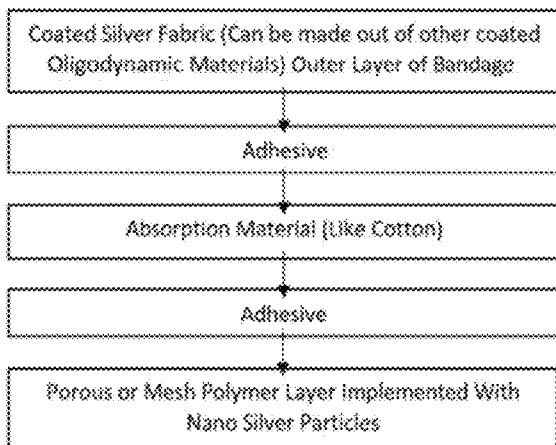 Coated Silver Fabric (Can be made out of other coated
Oligodynamic Materials) Outer Layer of Bandage
Adhesive
Absorption Material (Like Cotton)
Adhesive
Porous or Mesh Polymer Layer Implemented With
Nano Silver Particles